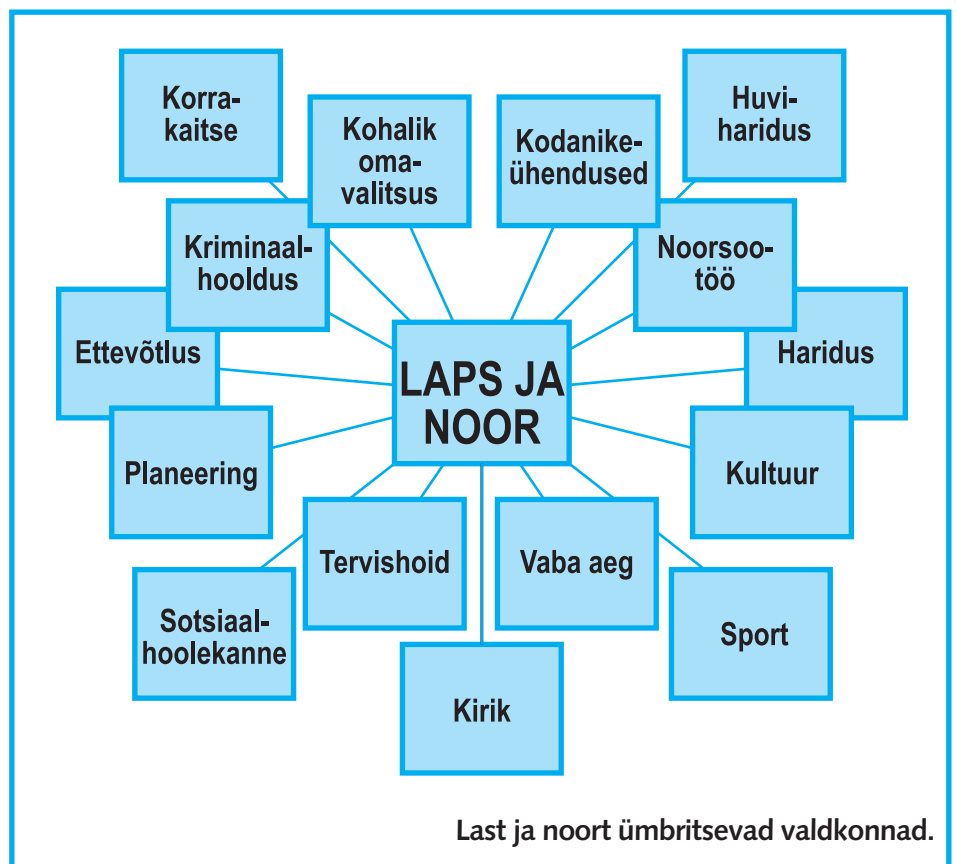 Korra-
kaitse
Kohalik
oma-
valitsus
Kodanike-
ühendused
Huvi-
haridus
Kriminaal-
hooldus
Noorsoo-
töö
Ettevõtlus
LAPS JA
NOOR
Haridus
Planeering
Kultuur
Tervishoid
Vaba aeg
Sotsiaal-
hoolekanne
Sport
Kirik
Last ja noort ümbritsevad valdkonnad.